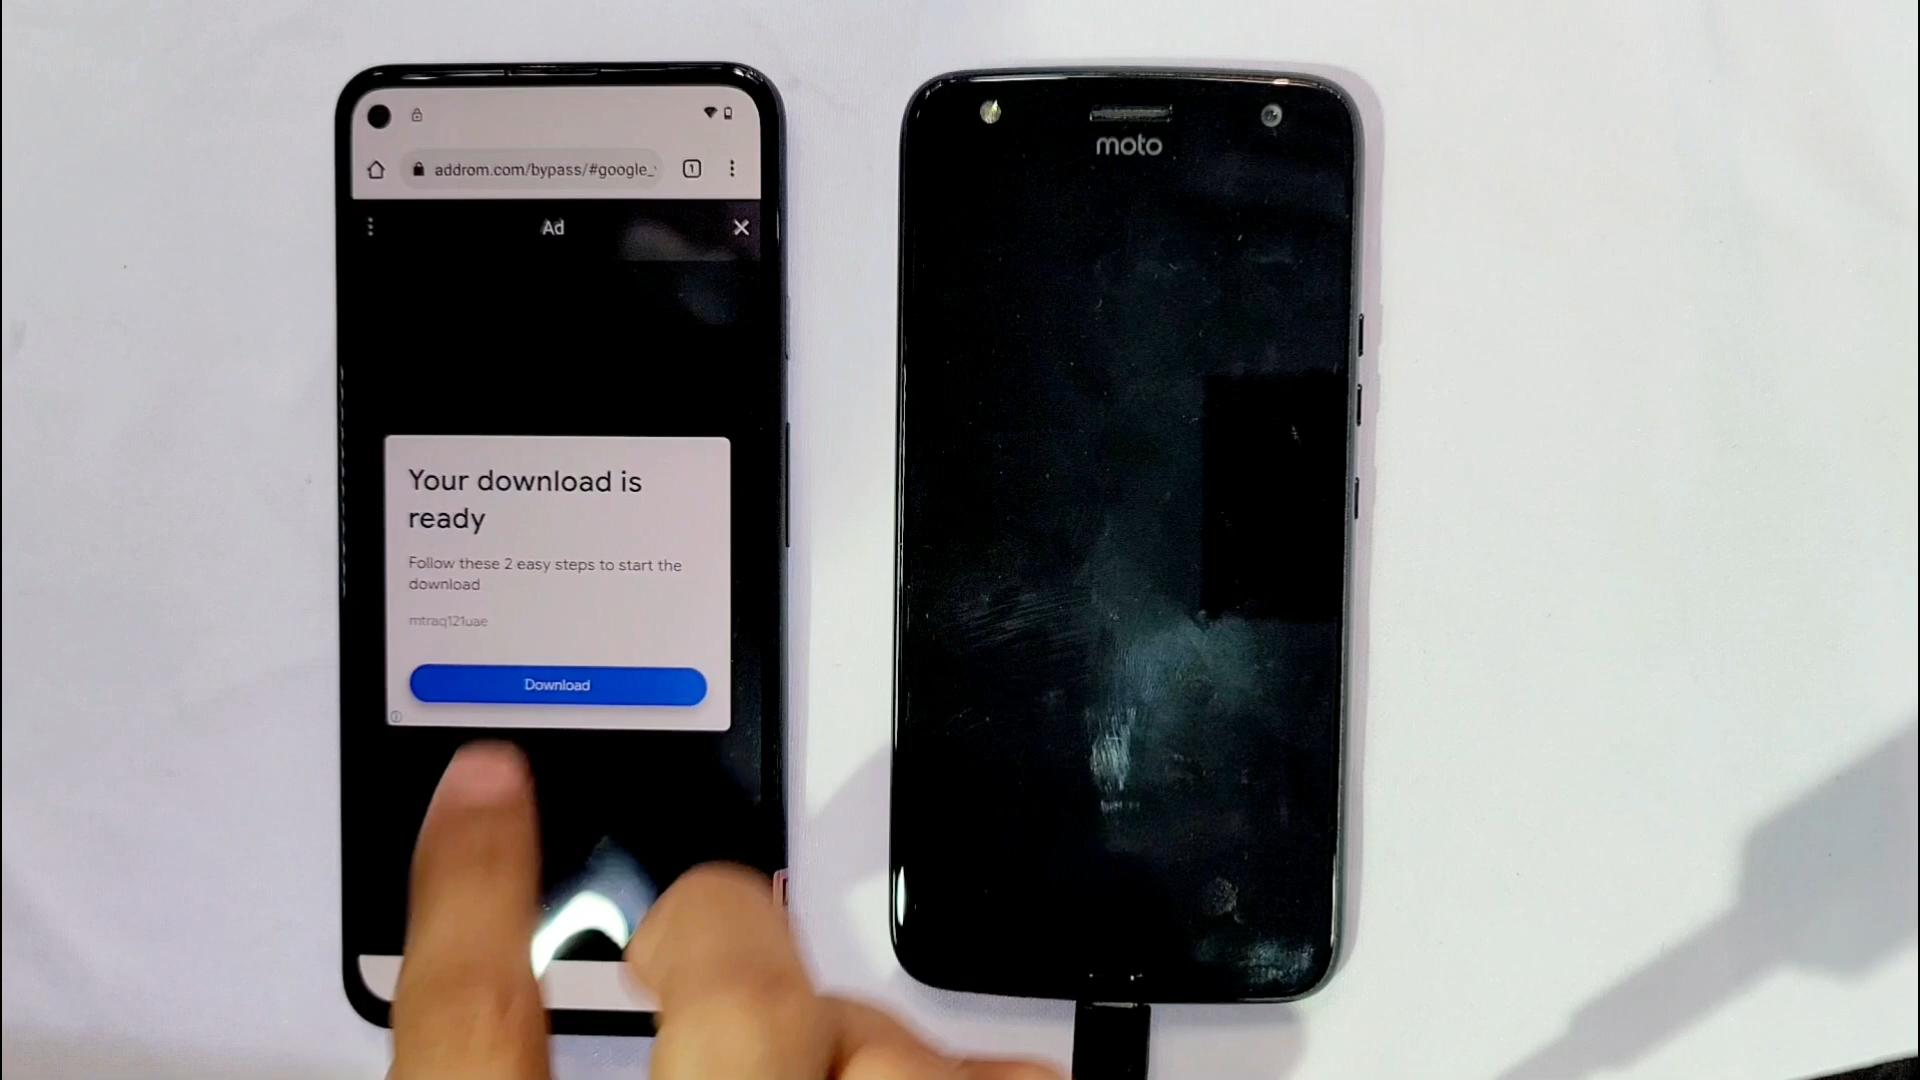 addrom.com/bypass/#google_
1
Ad
Your download is
ready
Follow these 2 easy steps to start the
download
mtraq121uae
Download
moto